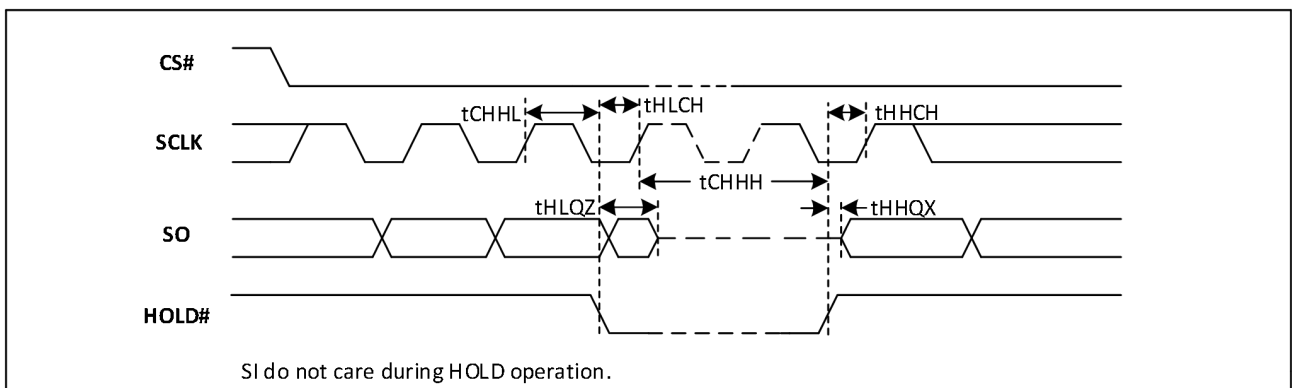 CS#
tCHHL
tHLCH
tHHCH
SCLK
tCHHH
tHLQZ
tHHQX
SO
HOLD#
SI do not care during HOLD operation.